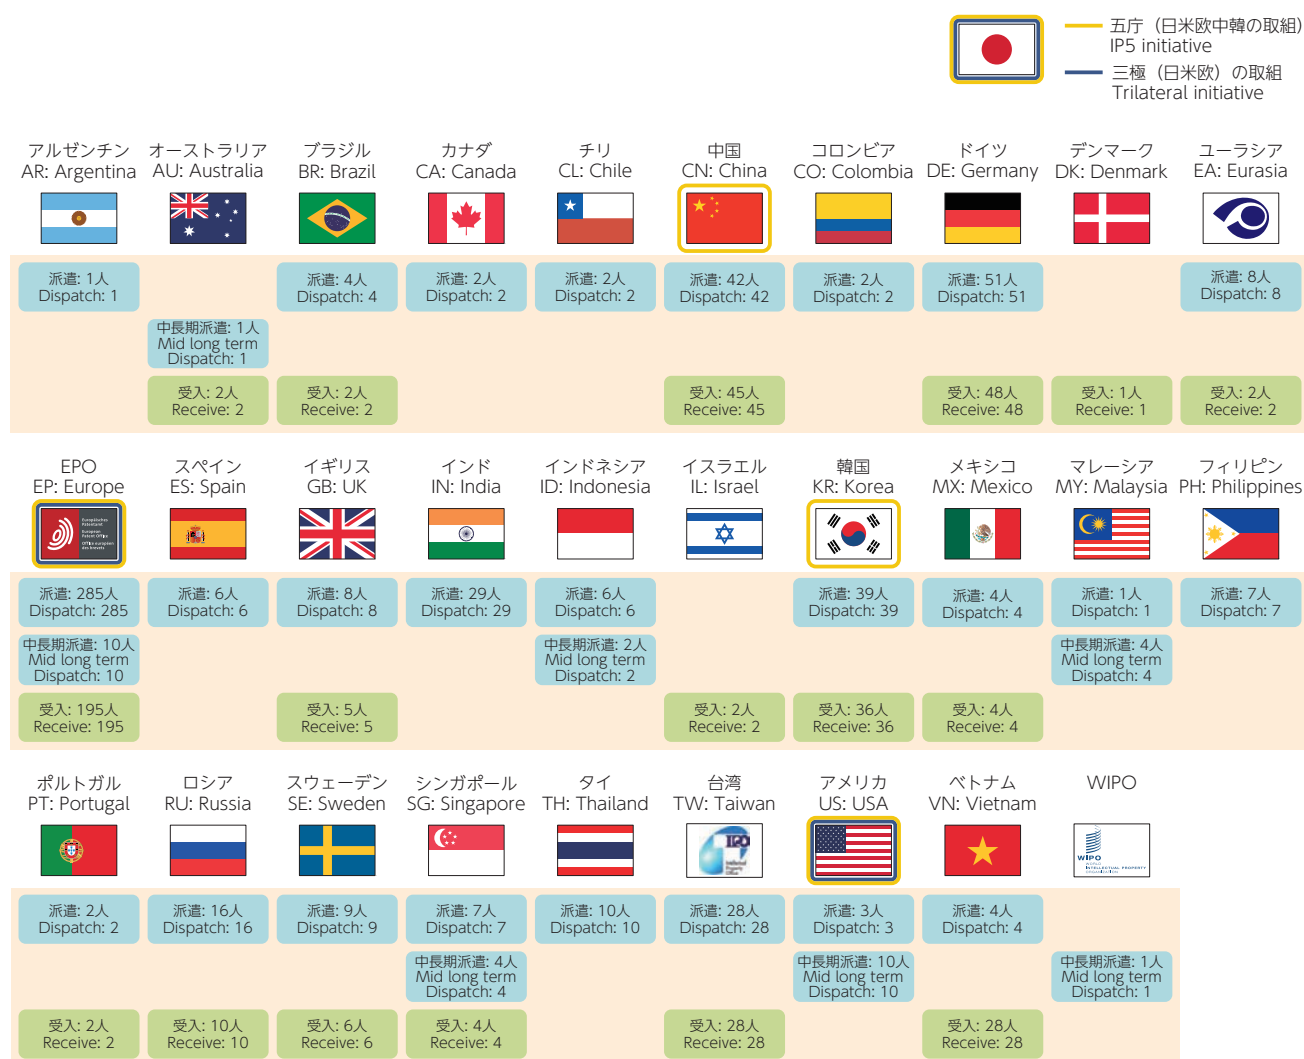 五庁（日米欧中韓の取組)
IP5 initiative
三極（日米欧）の取組
Trilateral initiative
アルゼンチン
AR: Argentina
オーストラリア
AU: Australia
ブラジル
BR: Brazil
カナダ
CA: Canada
チリ
CL: Chile
中国
CN: China
コロンビア
CO: Colombia
ドイツ
DE: Germany
デンマーク
DK: Denmark
ユーラシア
EA: Eurasia
派遣: 1人
Dispatch: 1
派遣: 4人
Dispatch: 4
派遣: 2人
Dispatch: 2
派遣: 2人
Dispatch: 2
派遣: 42人
Dispatch: 42
派遣: 2人
Dispatch: 2
派遣: 51人
Dispatch: 51
派遣: 8人
Dispatch: 8
中長期派遣: 1人
Mid long term
Dispatch: 1
受入: 2人
Receive: 2
受入: 2人
Receive: 2
受入: 45人
Receive: 45
受入: 48人
Receive: 48
受入: 1人
Receive: 1
受入: 2人
Receive: 2
EPO
EP: Europe
スペイン
ES: Spain
イギリス
GB: UK
インド
IN: India
インドネシア
ID: Indonesia
イスラエル
IL: Israel
韓国
KR: Korea
メキシコ
MX: Mexico
マレーシア
MY: Malaysia
フィリピン
PH: Philippines
Europäisches
Patentamt
European
Patent Office
Office européen
des brevets
派遣: 285人
Dispatch: 285
派遣: 6人
Dispatch: 6
派遣: 8人
Dispatch: 8
派遣: 29人
Dispatch: 29
派遣: 6人
Dispatch: 6
派遣: 39人
Dispatch: 39
派遣: 4人
Dispatch: 4
派遣: 1人
Dispatch: 1
派遣: 7人
Dispatch: 7
中長期派遣: 10人
Mid long term
Dispatch: 10
中長期派遣: 2人
Mid long term
Dispatch: 2
中長期派遣: 4人
Mid long term
Dispatch: 4
受入: 195人
Receive: 195
受入: 5人
Receive: 5
受入: 2人
Receive: 2
受入: 36人
Receive: 36
受入: 4人
Receive: 4
ポルトガル
PT: Portugal
ロシア
RU: Russia
スウェーデン
SE: Sweden
シンガポール
SG: Singapore
タイ
TH: Thailand
台湾
TW: Taiwan
アメリカ
US: USA
ベトナム
VN: Vietnam
WIPO
Intellectual
Property
Office
WIPO
WORLD
INTELLECTUAL PROPERTY
ORGANIZATION
派遣: 2人
Dispatch: 2
派遣: 16人
Dispatch: 16
派遣: 9人
Dispatch: 9
派遣: 7人
Dispatch: 7
派遣: 10人
Dispatch: 10
派遣: 28人
Dispatch: 28
派遣: 3人
Dispatch: 3
派遣: 4人
Dispatch: 4
中長期派遣: 4人
Mid long term
Dispatch: 4
中長期派遣: 10人
Mid long term
Dispatch: 10
中長期派遣: 1人
Mid long term
Dispatch: 1
受入: 2人
Receive: 2
受入: 10人
Receive: 10
受入: 6人
Receive: 6
受入: 4人
Receive: 4
受入: 28人
Receive: 28
受入: 28人
Receive: 28